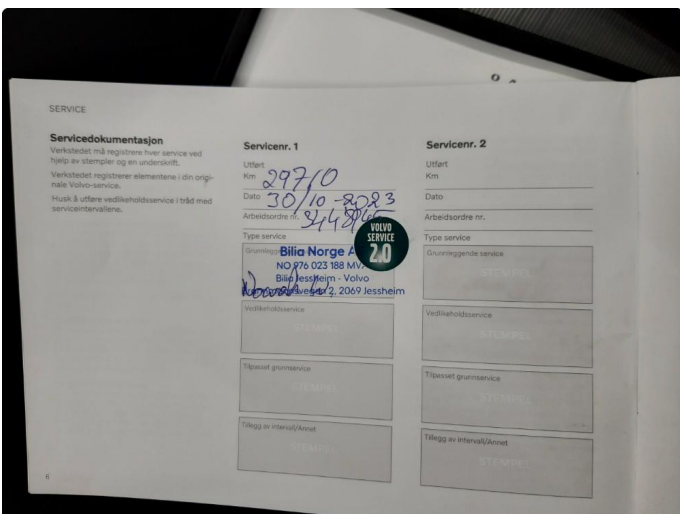 SERVICE
Servicedokumentasjon
Verkstedet må registrere hver service ved
hjelp av stempler og en underskrift.
Verkstedet registrerer elementene i din origi-
nale Volvo-service.
Husk å utføre vedlikeholdsservice i tråd med
serviceintervallene.
Servicenr. 1
Utført
Km 29710
Dato 30/10-2023
Arbeidsordre nr.
Type service
VOLVO
SERVICE
2.0
Bilia Norge
NO 976 023 188 MVA
Bilia Jessheim - Volvo
2, 2069 Jessheim
Vedlikeholdsservice
STEMPEL
Tilpasset grunnservice
STEMPEL
Tillegg av intervall/Annet
STEMPEL
Servicenr. 2
Utført
Km
Dato
Arbeidsordre nr.
Type service
Grunnleggende service
STEMPEL
Vedlikeholdsservice
STEMPEL
Tilpasset grunnservice
STEMPEL
Tillegg av intervall/Annet
STEMPEL
6